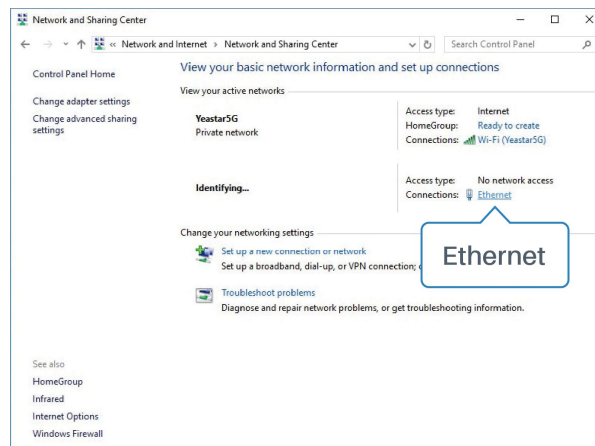 Network and Sharing Center
« Network and Internet › Network and Sharing Center
Search Control Panel
Control Panel Home
Change adapter settings
Change advanced sharing
settings
View your basic network information and set up connections
View your active networks
Yeastar5G
Private network
Access type: Internet
HomeGroup: Ready to create
Connections: Wi-Fi (Yeastar5G)
Identifying...
Access type: No network access
Connections: Ethernet
Ethernet
Change your networking settings
Set up a new connection or network
Set up a broadband, dial-up, or VPN connection;
Troubleshoot problems
Diagnose and repair network problems, or get troubleshooting information.
See also
HomeGroup
Infrared
Internet Options
Windows Firewall